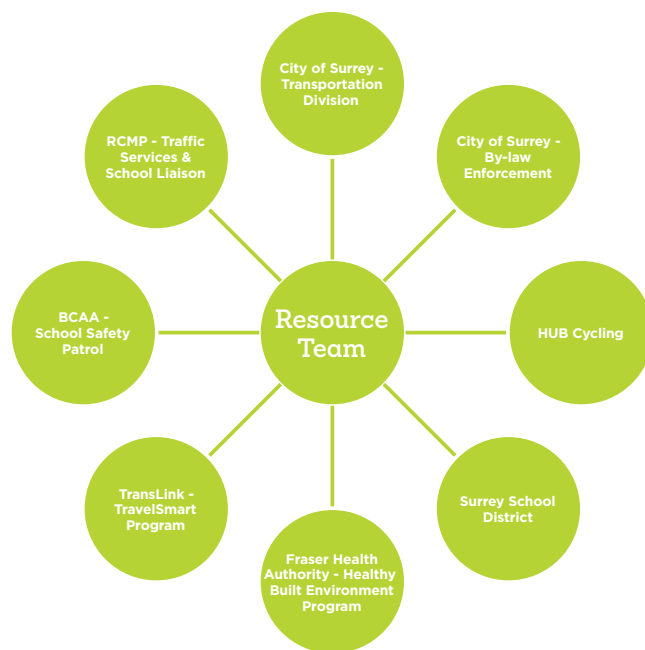 City of Surrey -
Transportation
Division
RCMP - Traffic
Services &
School Liaison
City of Surrey -
By-law
Enforcement
BCAA -
School Safety
Patrol
Resource
Team
HUB Cycling
TransLink -
TravelSmart
Program
Surrey School
District
Fraser Health
Authority - Healthy
Built Environment
Program